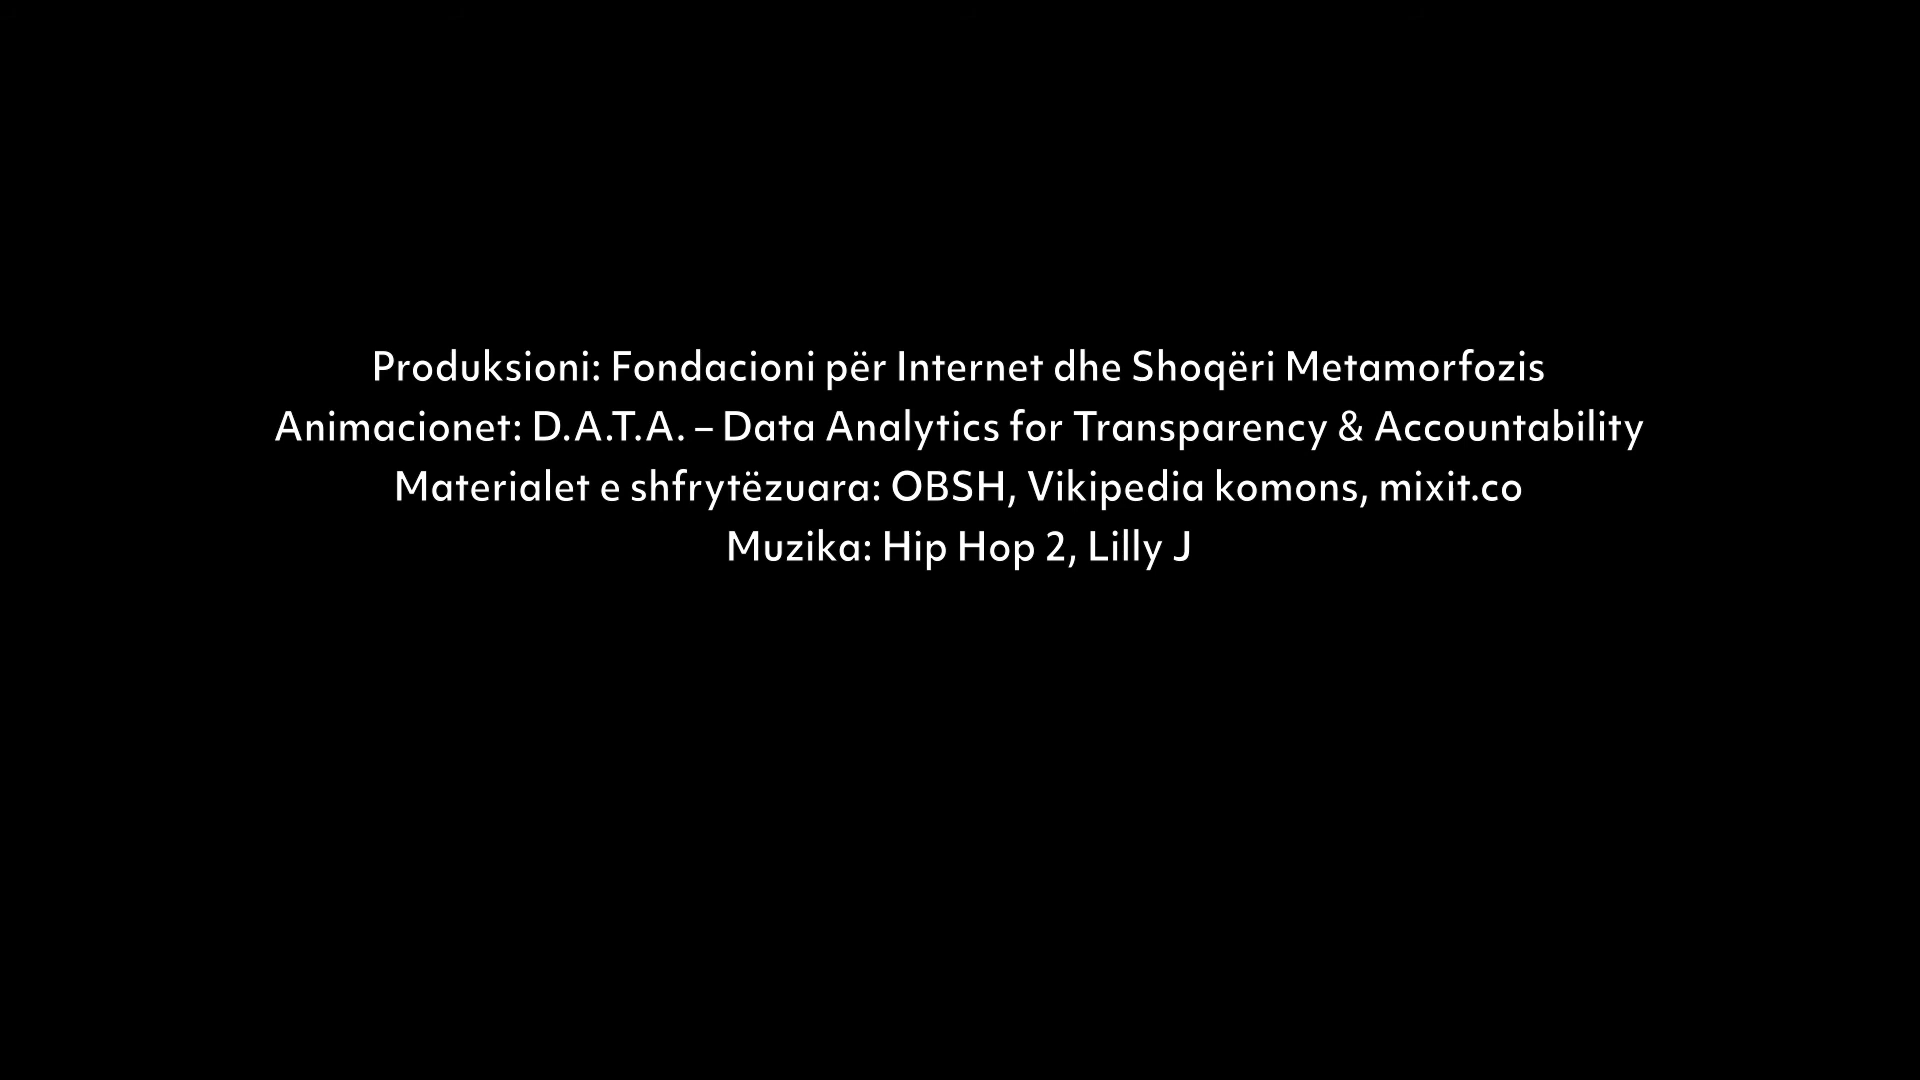 Produksioni: Fondacioni për Internet dhe Shoqëri Metamorfozis
Animacionet: D.A.T.A. – Data Analytics for Transparency & Accountability
Materialet e shfrytëzuara: OBSH, Vikipedia komons, mixit.co
Muzika: Hip Hop 2, Lilly J